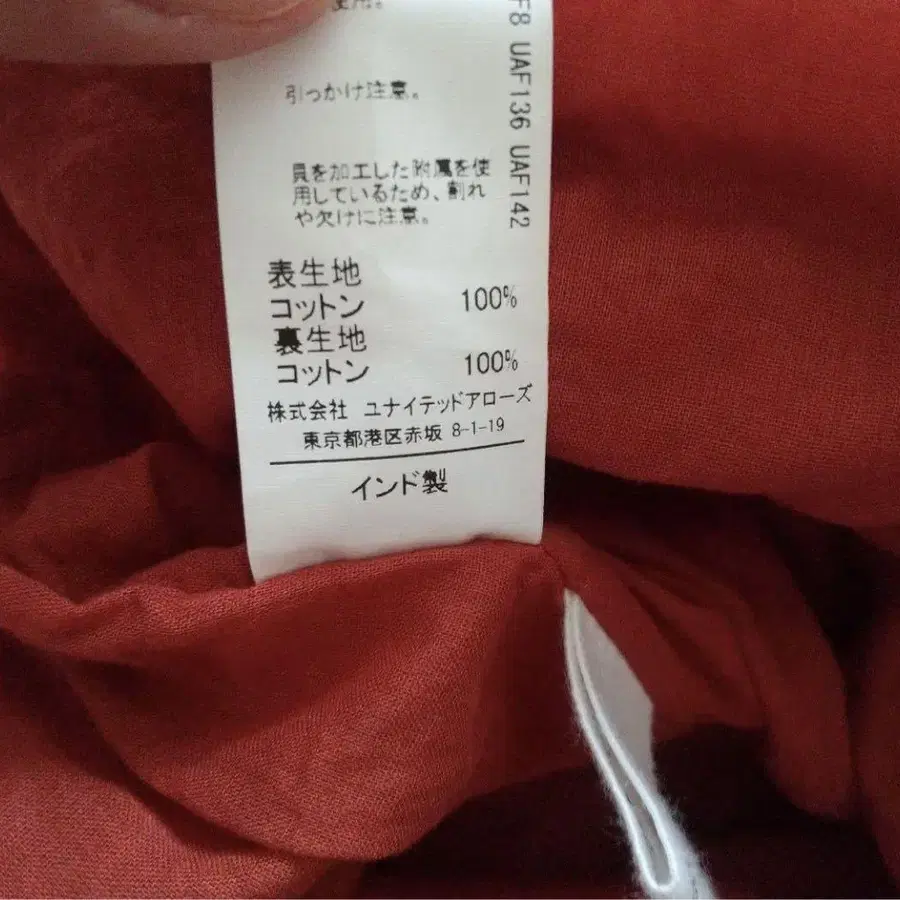 使用。
引っかけ注意。
貝を加工した附属を使
用しているため、割れ
や欠けに注意。
表生地
コットン 100%
裏生地
コットン 100%
株式会社 ユナイテッドアローズ
東京都港区赤坂 8-1-19
インド製
UAF136 UAF142